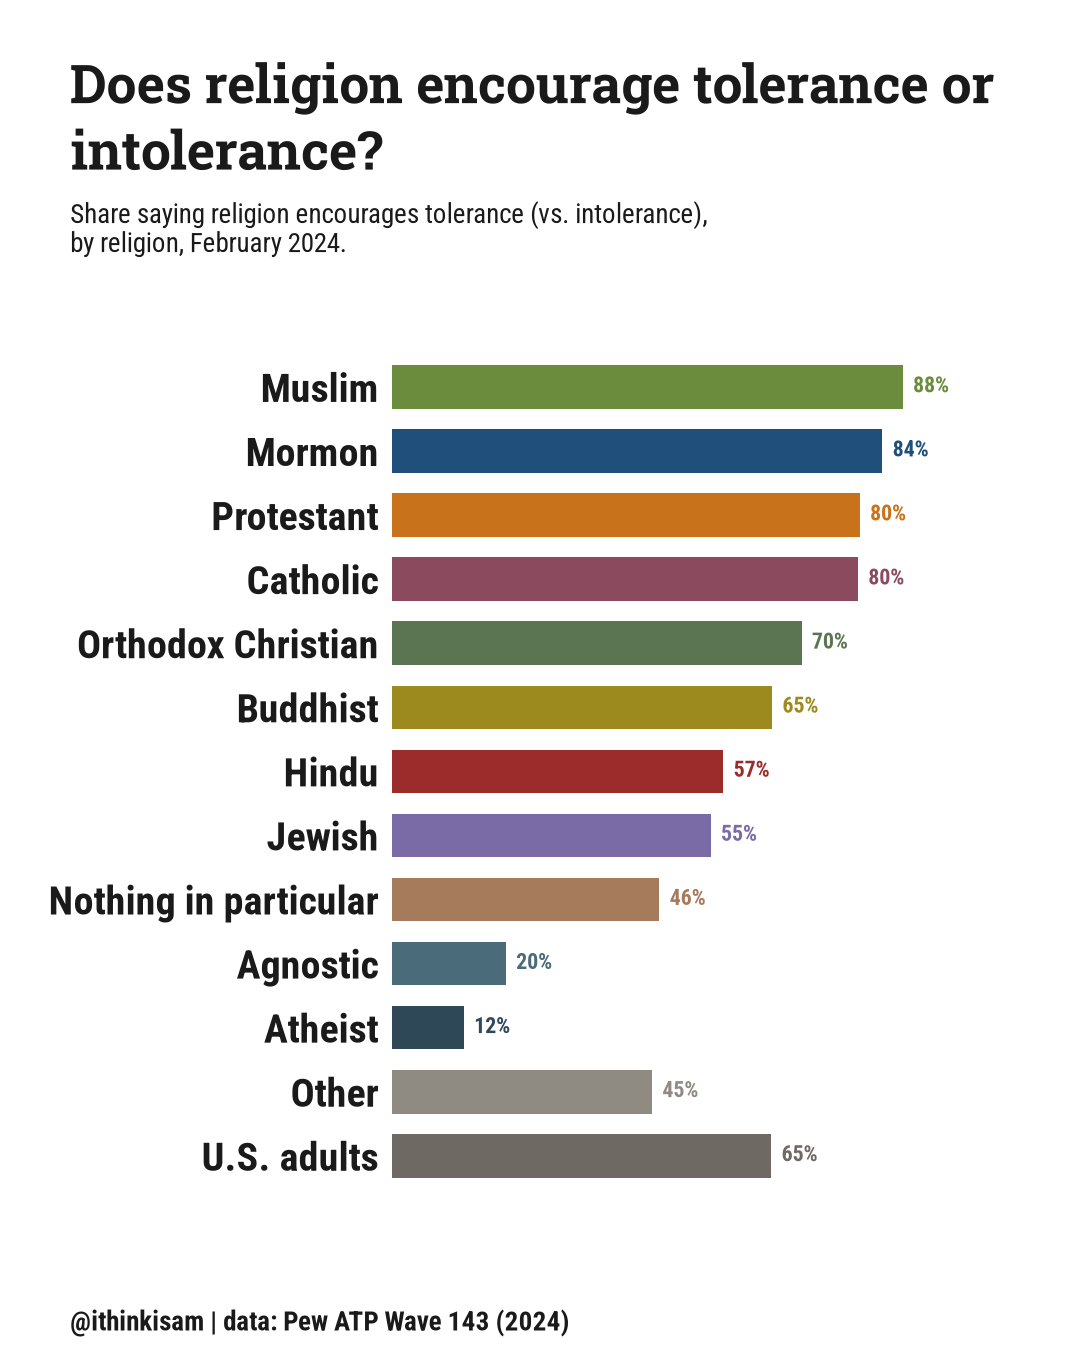 Does religion encourage tolerance or
intolerance?
Share saying religion encourages tolerance (vs. intolerance),
by religion, February 2024.
Muslim 88%
Mormon 84%
Protestant 80%
Catholic 80%
Orthodox Christian 70%
Buddhist 65%
Hindu 57%
Jewish 55%
Nothing in particular 46%
Agnostic 20%
Atheist 12%
Other 45%
U.S. adults 65%
@ithinkisam | data: Pew ATP Wave 143 (2024)